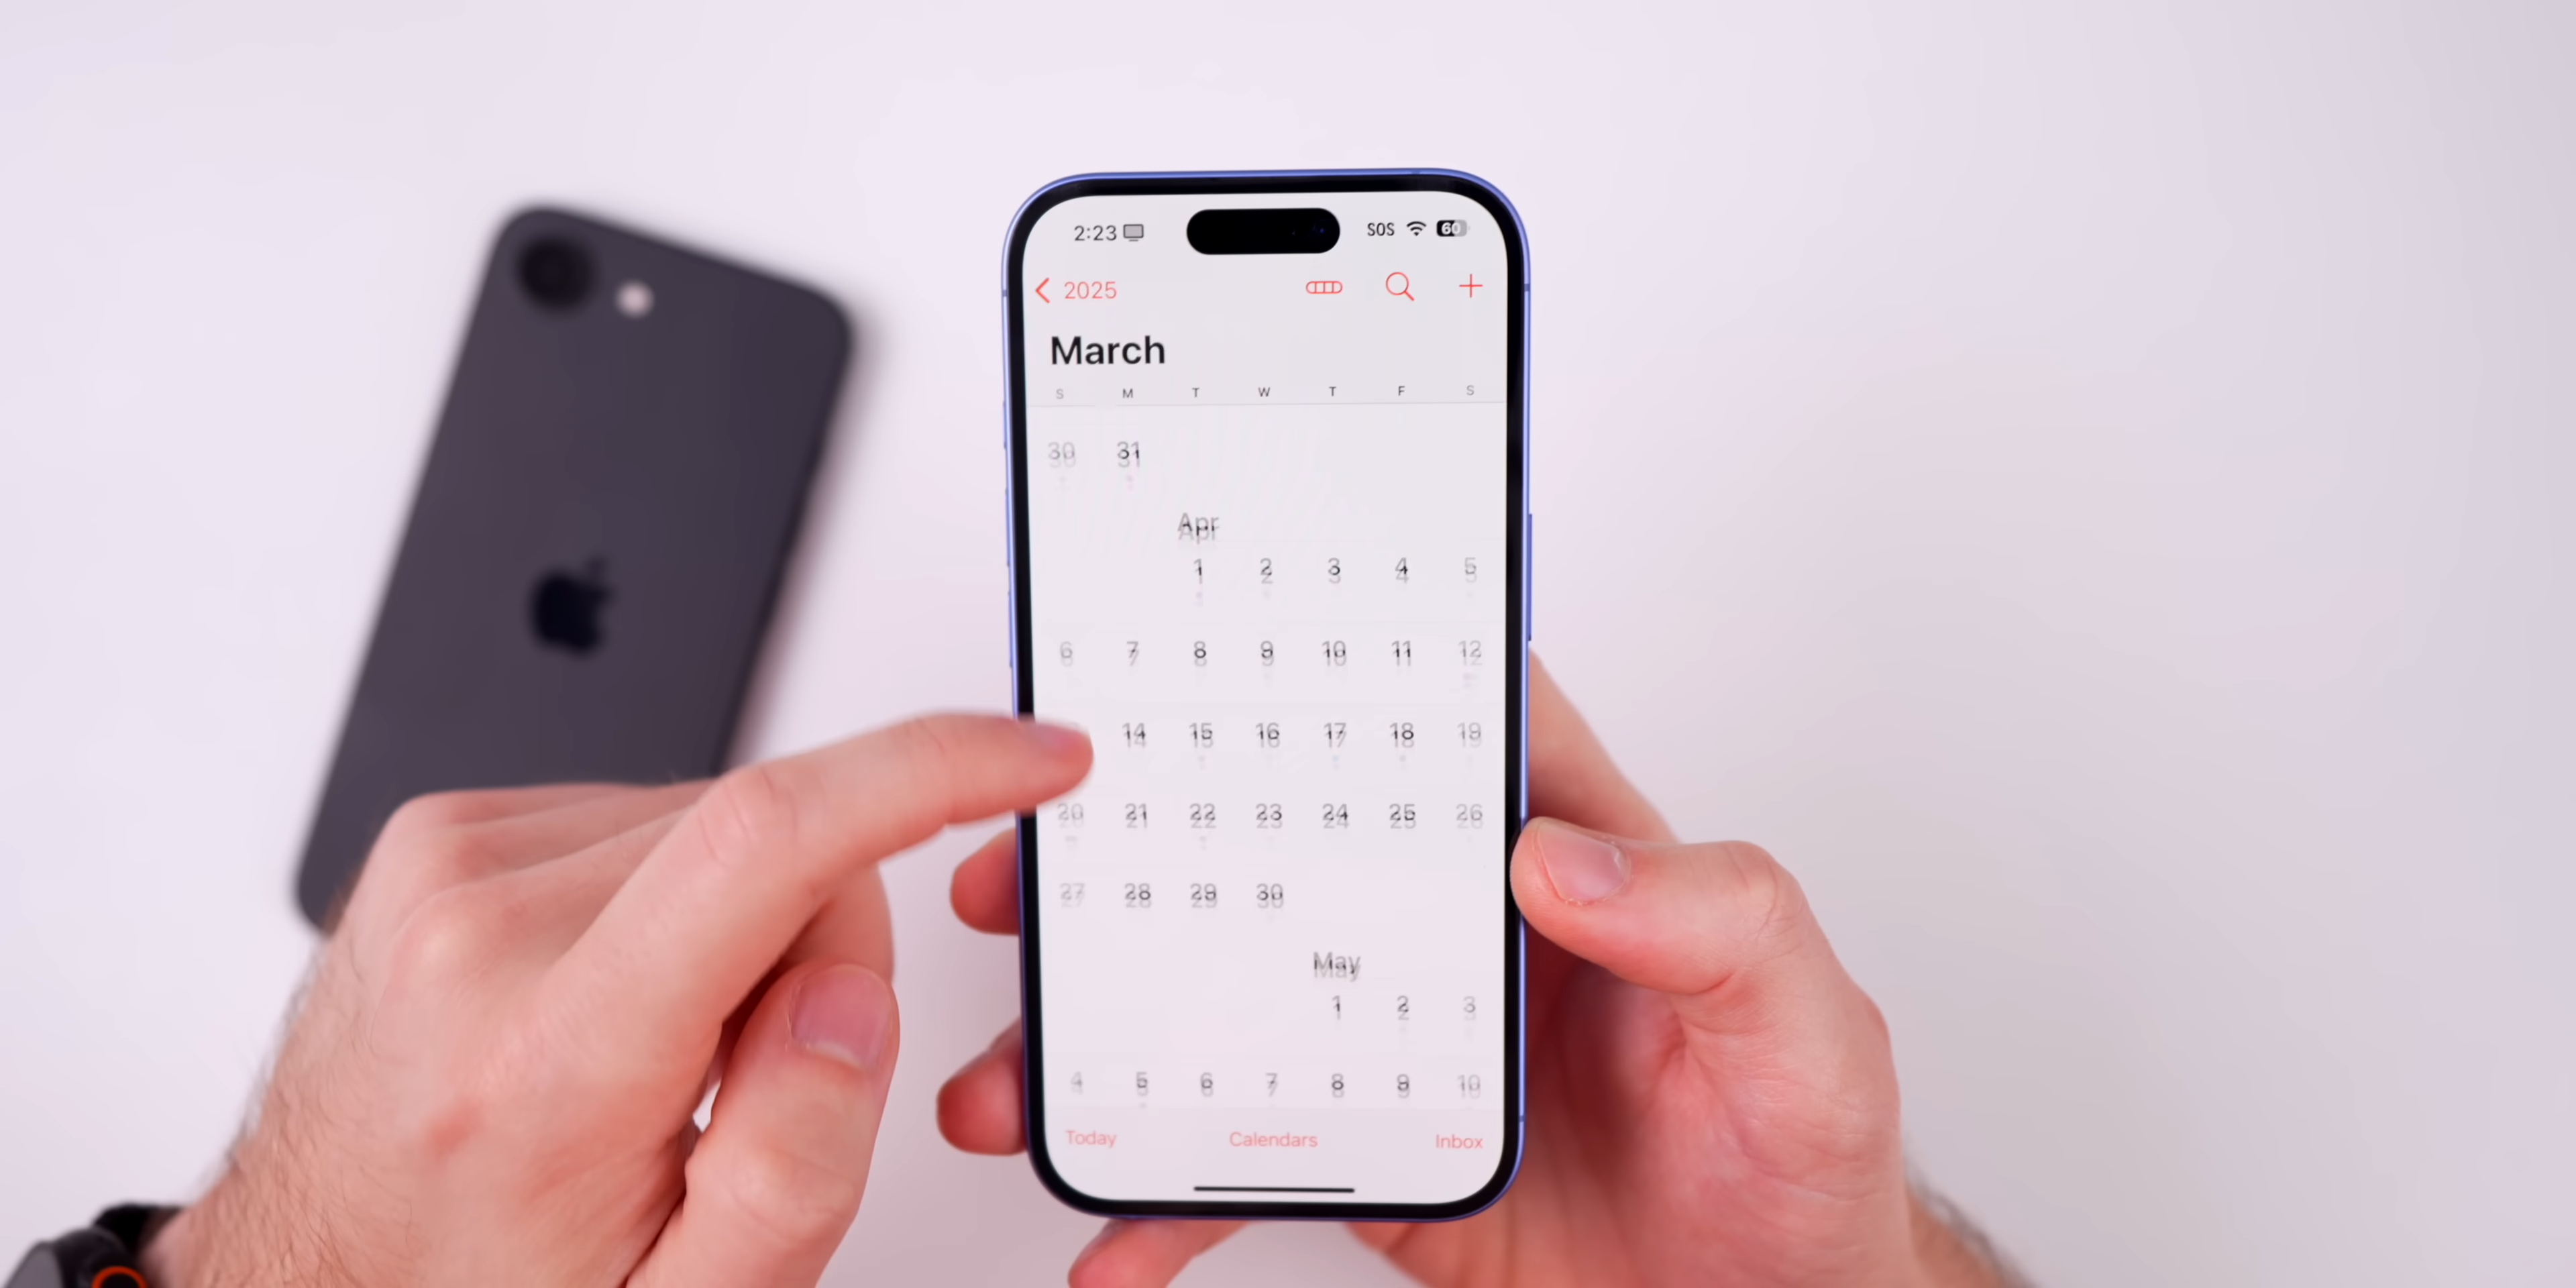 2:23 SOS 60
2025
March
S M T W T F S
30 31
Apr
1 2 3 4 5
6 7 8 9 10 11 12
14 15 16 17 18 19
20 21 22 23 24 25 26
27 28 29 30
May
1 2 3
4 5 6 7 8 9 10
Today Calendars Inbox